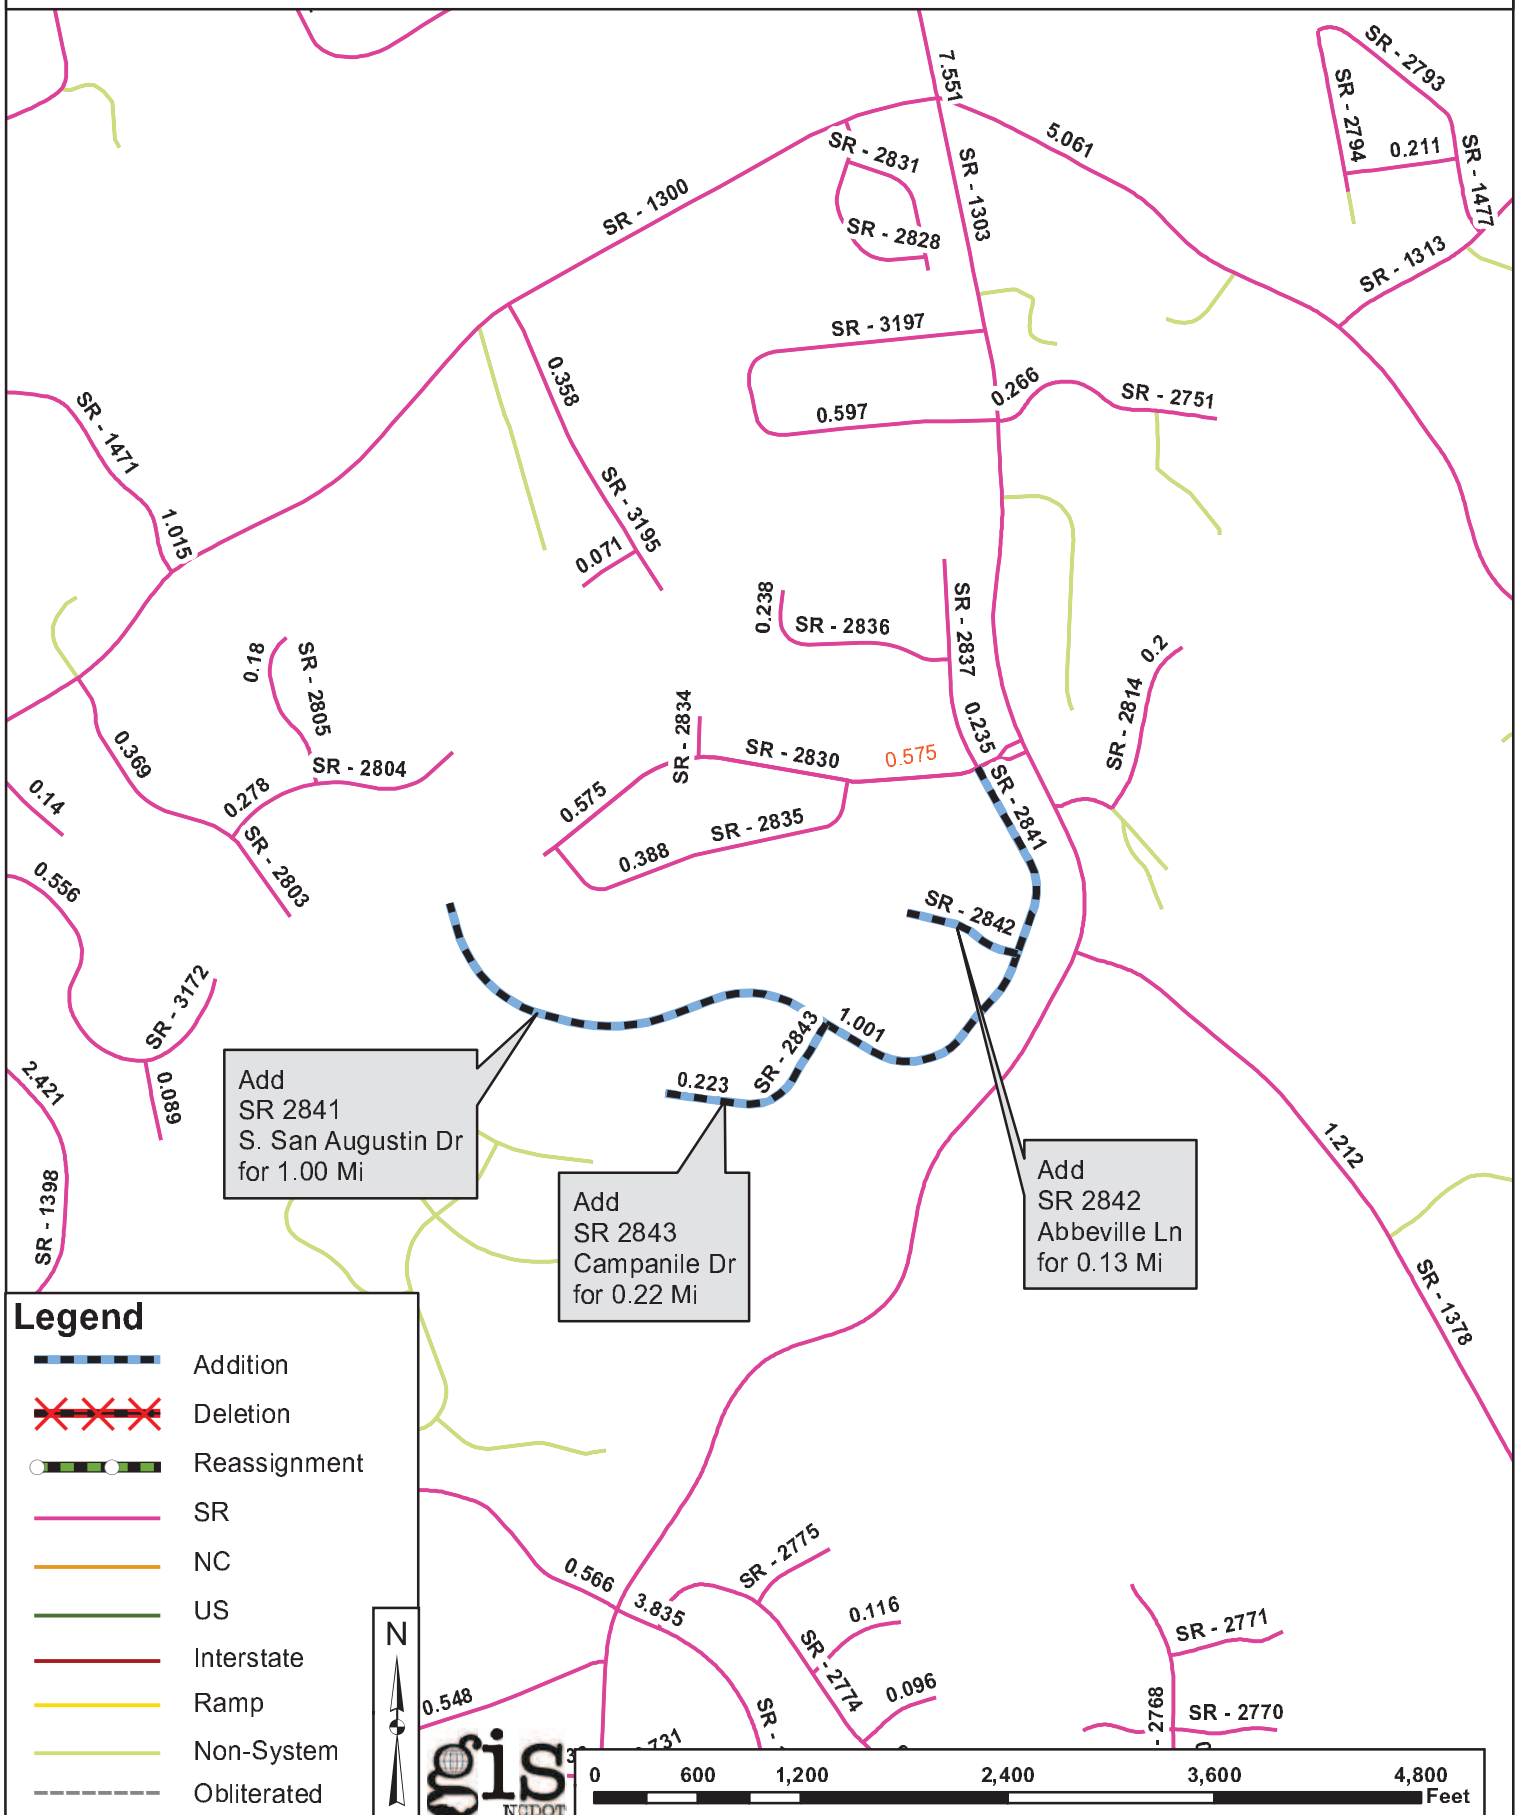 7.551
SR - 2793
SR - 2794
0.211
SR - 1477
5.061
SR - 2831
SR - 1303
SR - 1300
SR - 2828
SR - 1313
SR - 3197
0.358
0.266
SR - 2751
0.597
SR - 1471
SR - 3195
1.015
0.071
0.238
SR - 2836
SR - 2837
0.18
SR - 2805
0.2
SR - 2814
SR - 2834
0.235
0.369
SR - 2830
0.575
SR - 2804
0.14
0.278
0.575
SR - 2841
SR - 2835
0.388
SR - 2803
0.556
SR - 2842
SR - 3172
SR - 2843
1.001
2.421
0.089
0.223
Add
SR 2841
S. San Augustin Dr
for 1.00 Mi
Add
SR 2843
Campanile Dr
for 0.22 Mi
Add
SR 2842
Abbeville Ln
for 0.13 Mi
1.212
SR - 1398
SR - 1378
Legend
Addition
Deletion
Reassignment
SR
NC
US
Interstate
Ramp
Non-System
Obliterated
N
SR - 2775
0.566
3.835
0.116
SR - 2774
SR - 2771
0.096
0.548
SR -
- 2768
SR - 2770
gis
NCDOT
0 600 1,200 2,400 3,600 4,800
Feet